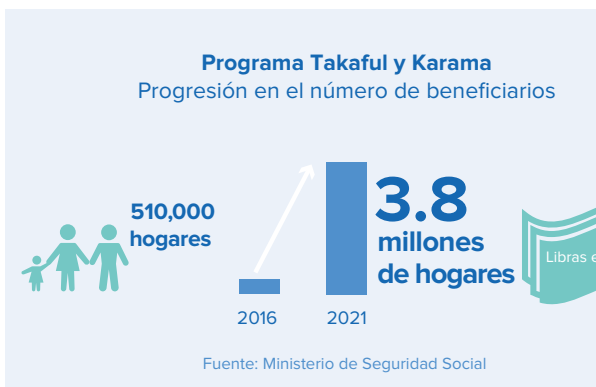 Programa Takaful y Karama
Progresión en el número de beneficiarios
510,000
hogares
3.8
millones
de hogares
Libras
2016
2021
Fuente: Ministerio de Seguridad Social